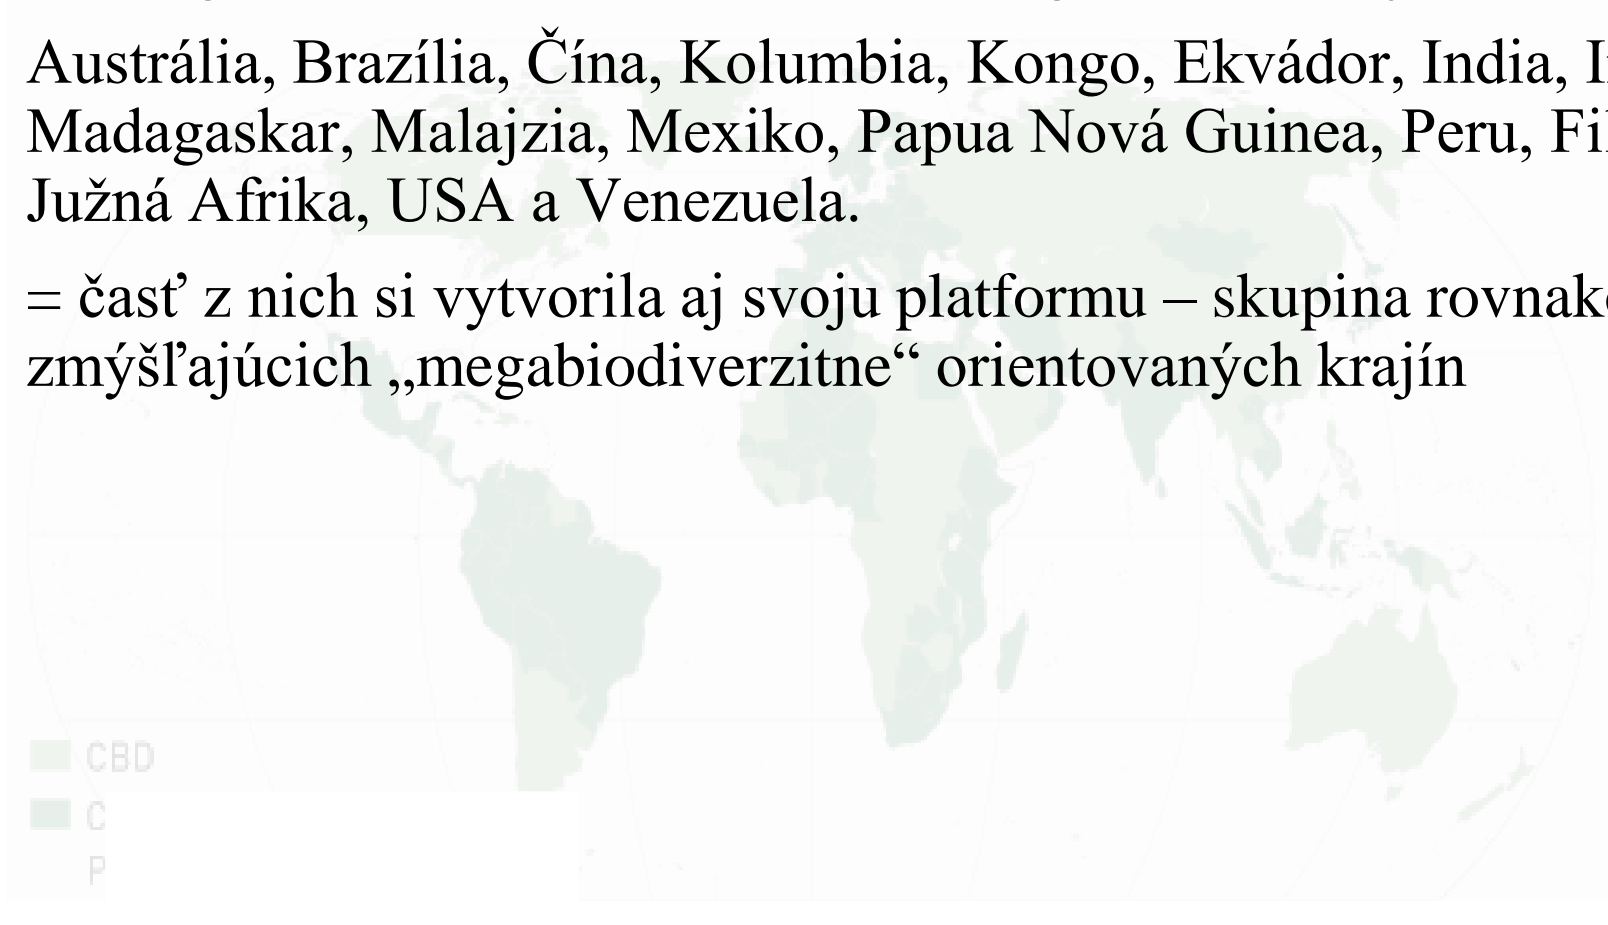 Austrália, Brazília, Čína, Kolumbia, Kongo, Ekvádor, India,
Madagaskar, Malajzia, Mexiko, Papua Nová Guinea, Peru,
Južná Afrika, USA a Venezuela.
= časť z nich si vytvorila aj svoju platformu – skupina
zmýšľajúcich „megabiodiverzitne“ orientovaných krajín
CBD
C
P